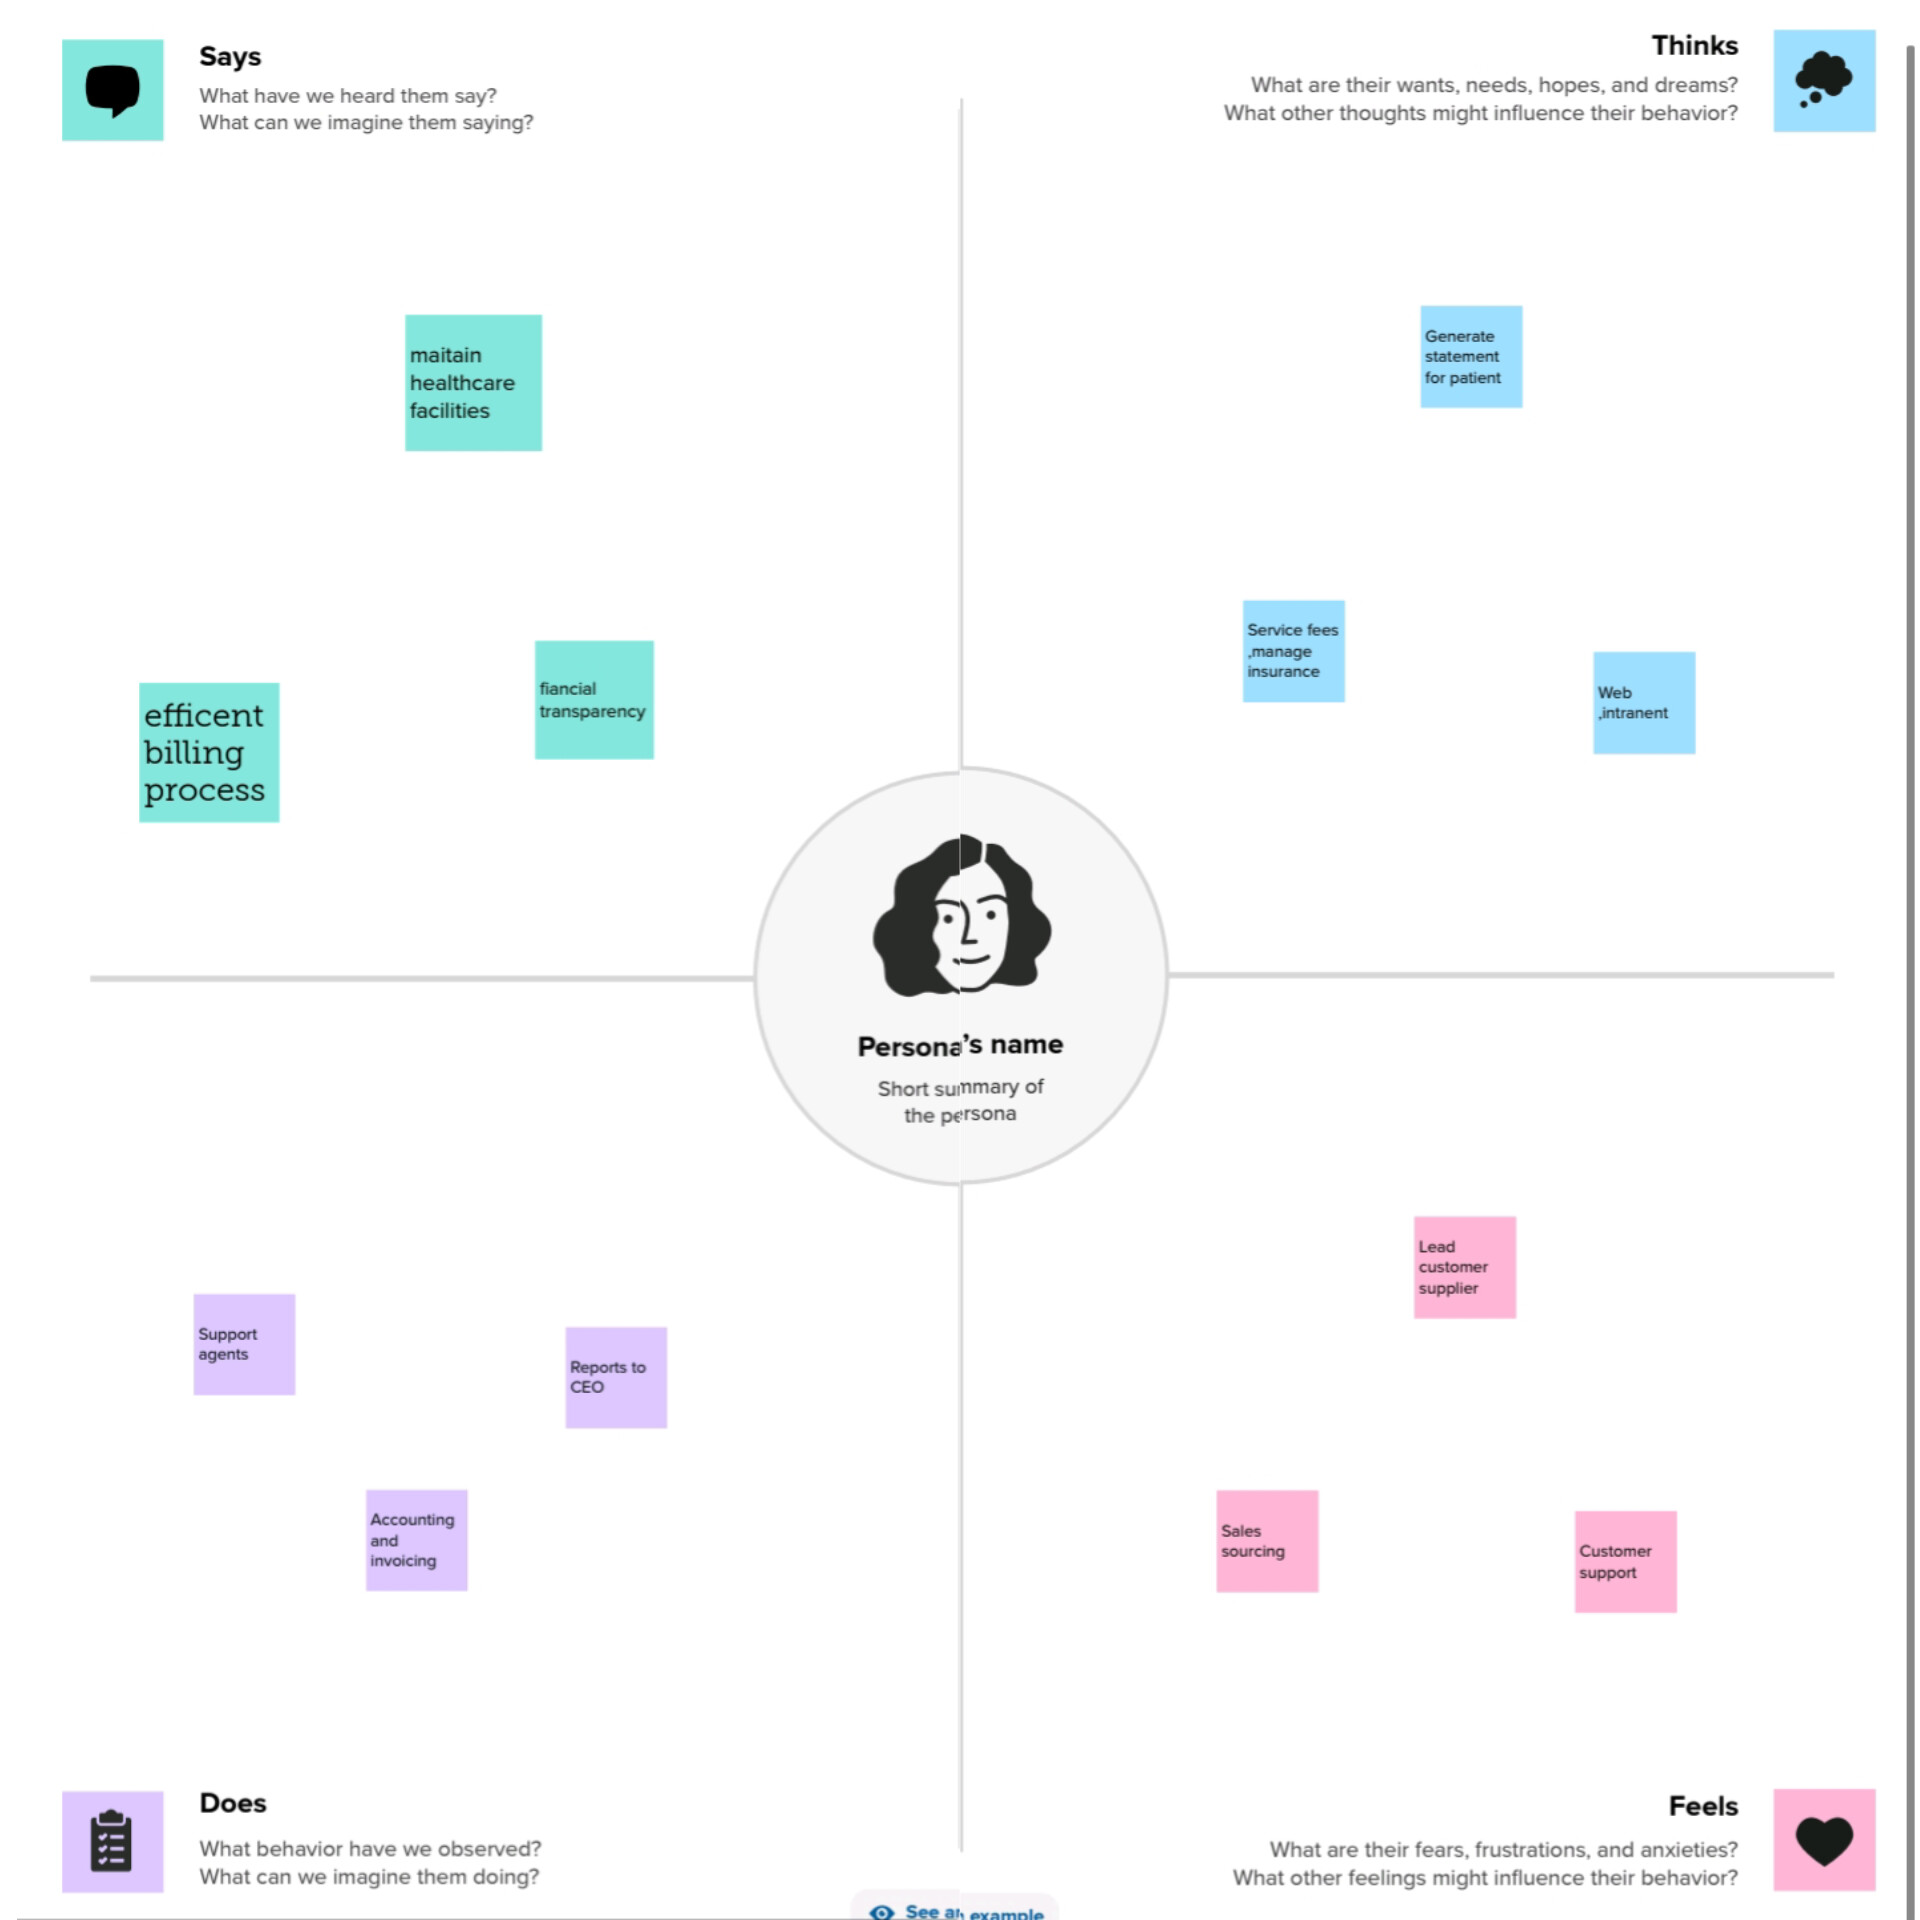 Says
What have we heard them say?
What can we imagine them saying?
Thinks
What are their wants, needs, hopes, and dreams?
What other thoughts might influence their behavior?
maitain
healthcare
facilities
Generate
statement
for patient
efficent
billing
process
fiancial
transparency
Service fees
,manage
insurance
Web
,intranent
Persona's name
Short summary of
the persona
Support
agents
Reports to
CEO
Accounting
and
invoicing
Lead
customer
supplier
Sales
sourcing
Customer
support
Does
What behavior have we observed?
What can we imagine them doing?
Feels
What are their fears, frustrations, and anxieties?
What other feelings might influence their behavior?
See an example